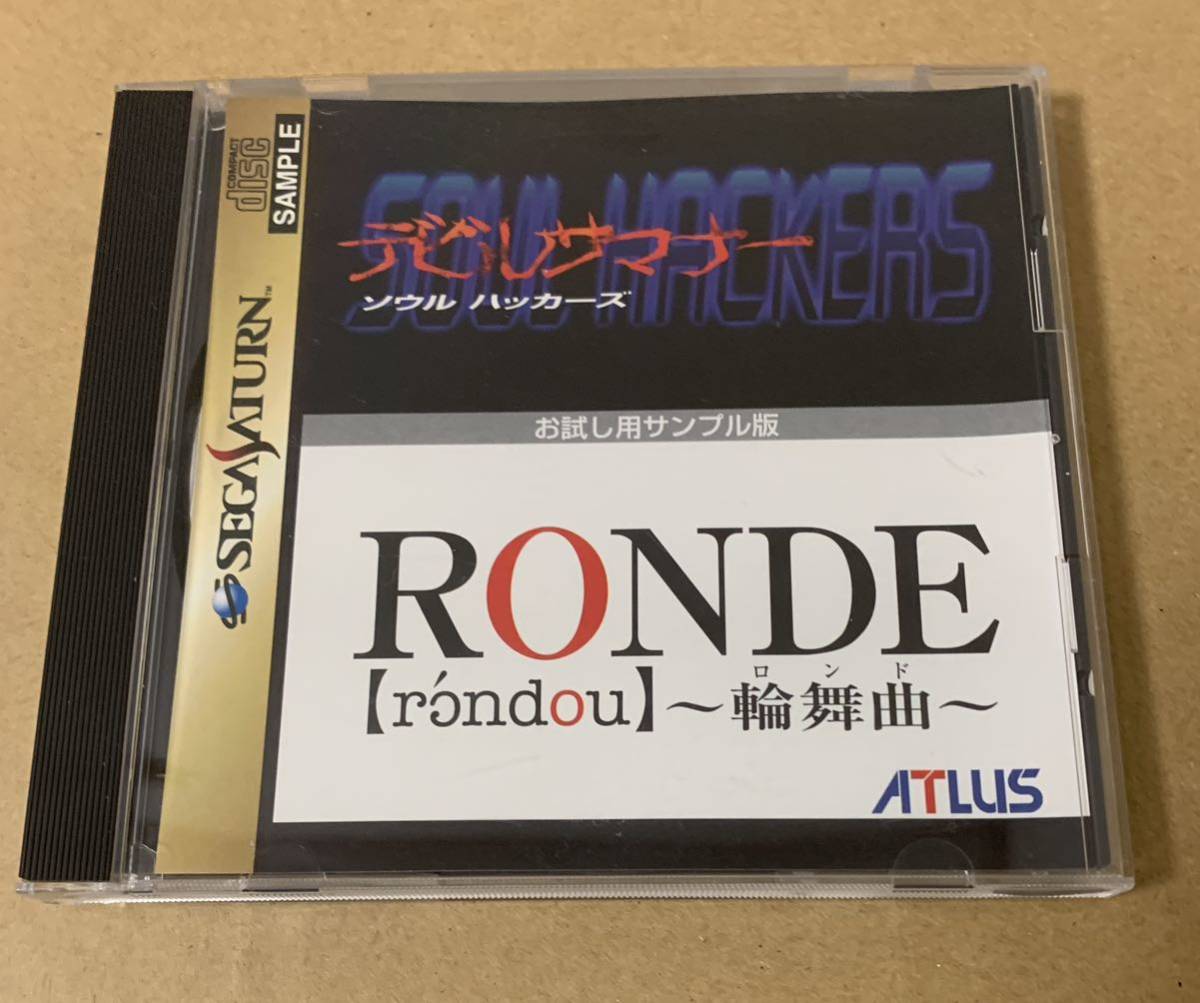 COMPACT
disc
SAMPLE
SEGA SATURN™
SOUL HACKERS
デビルサマナー
ソウル ハッカーズ
お試し用サンプル版
RONDE
ロンド
【rɔ́ndou】～輪舞曲～
ATLUS